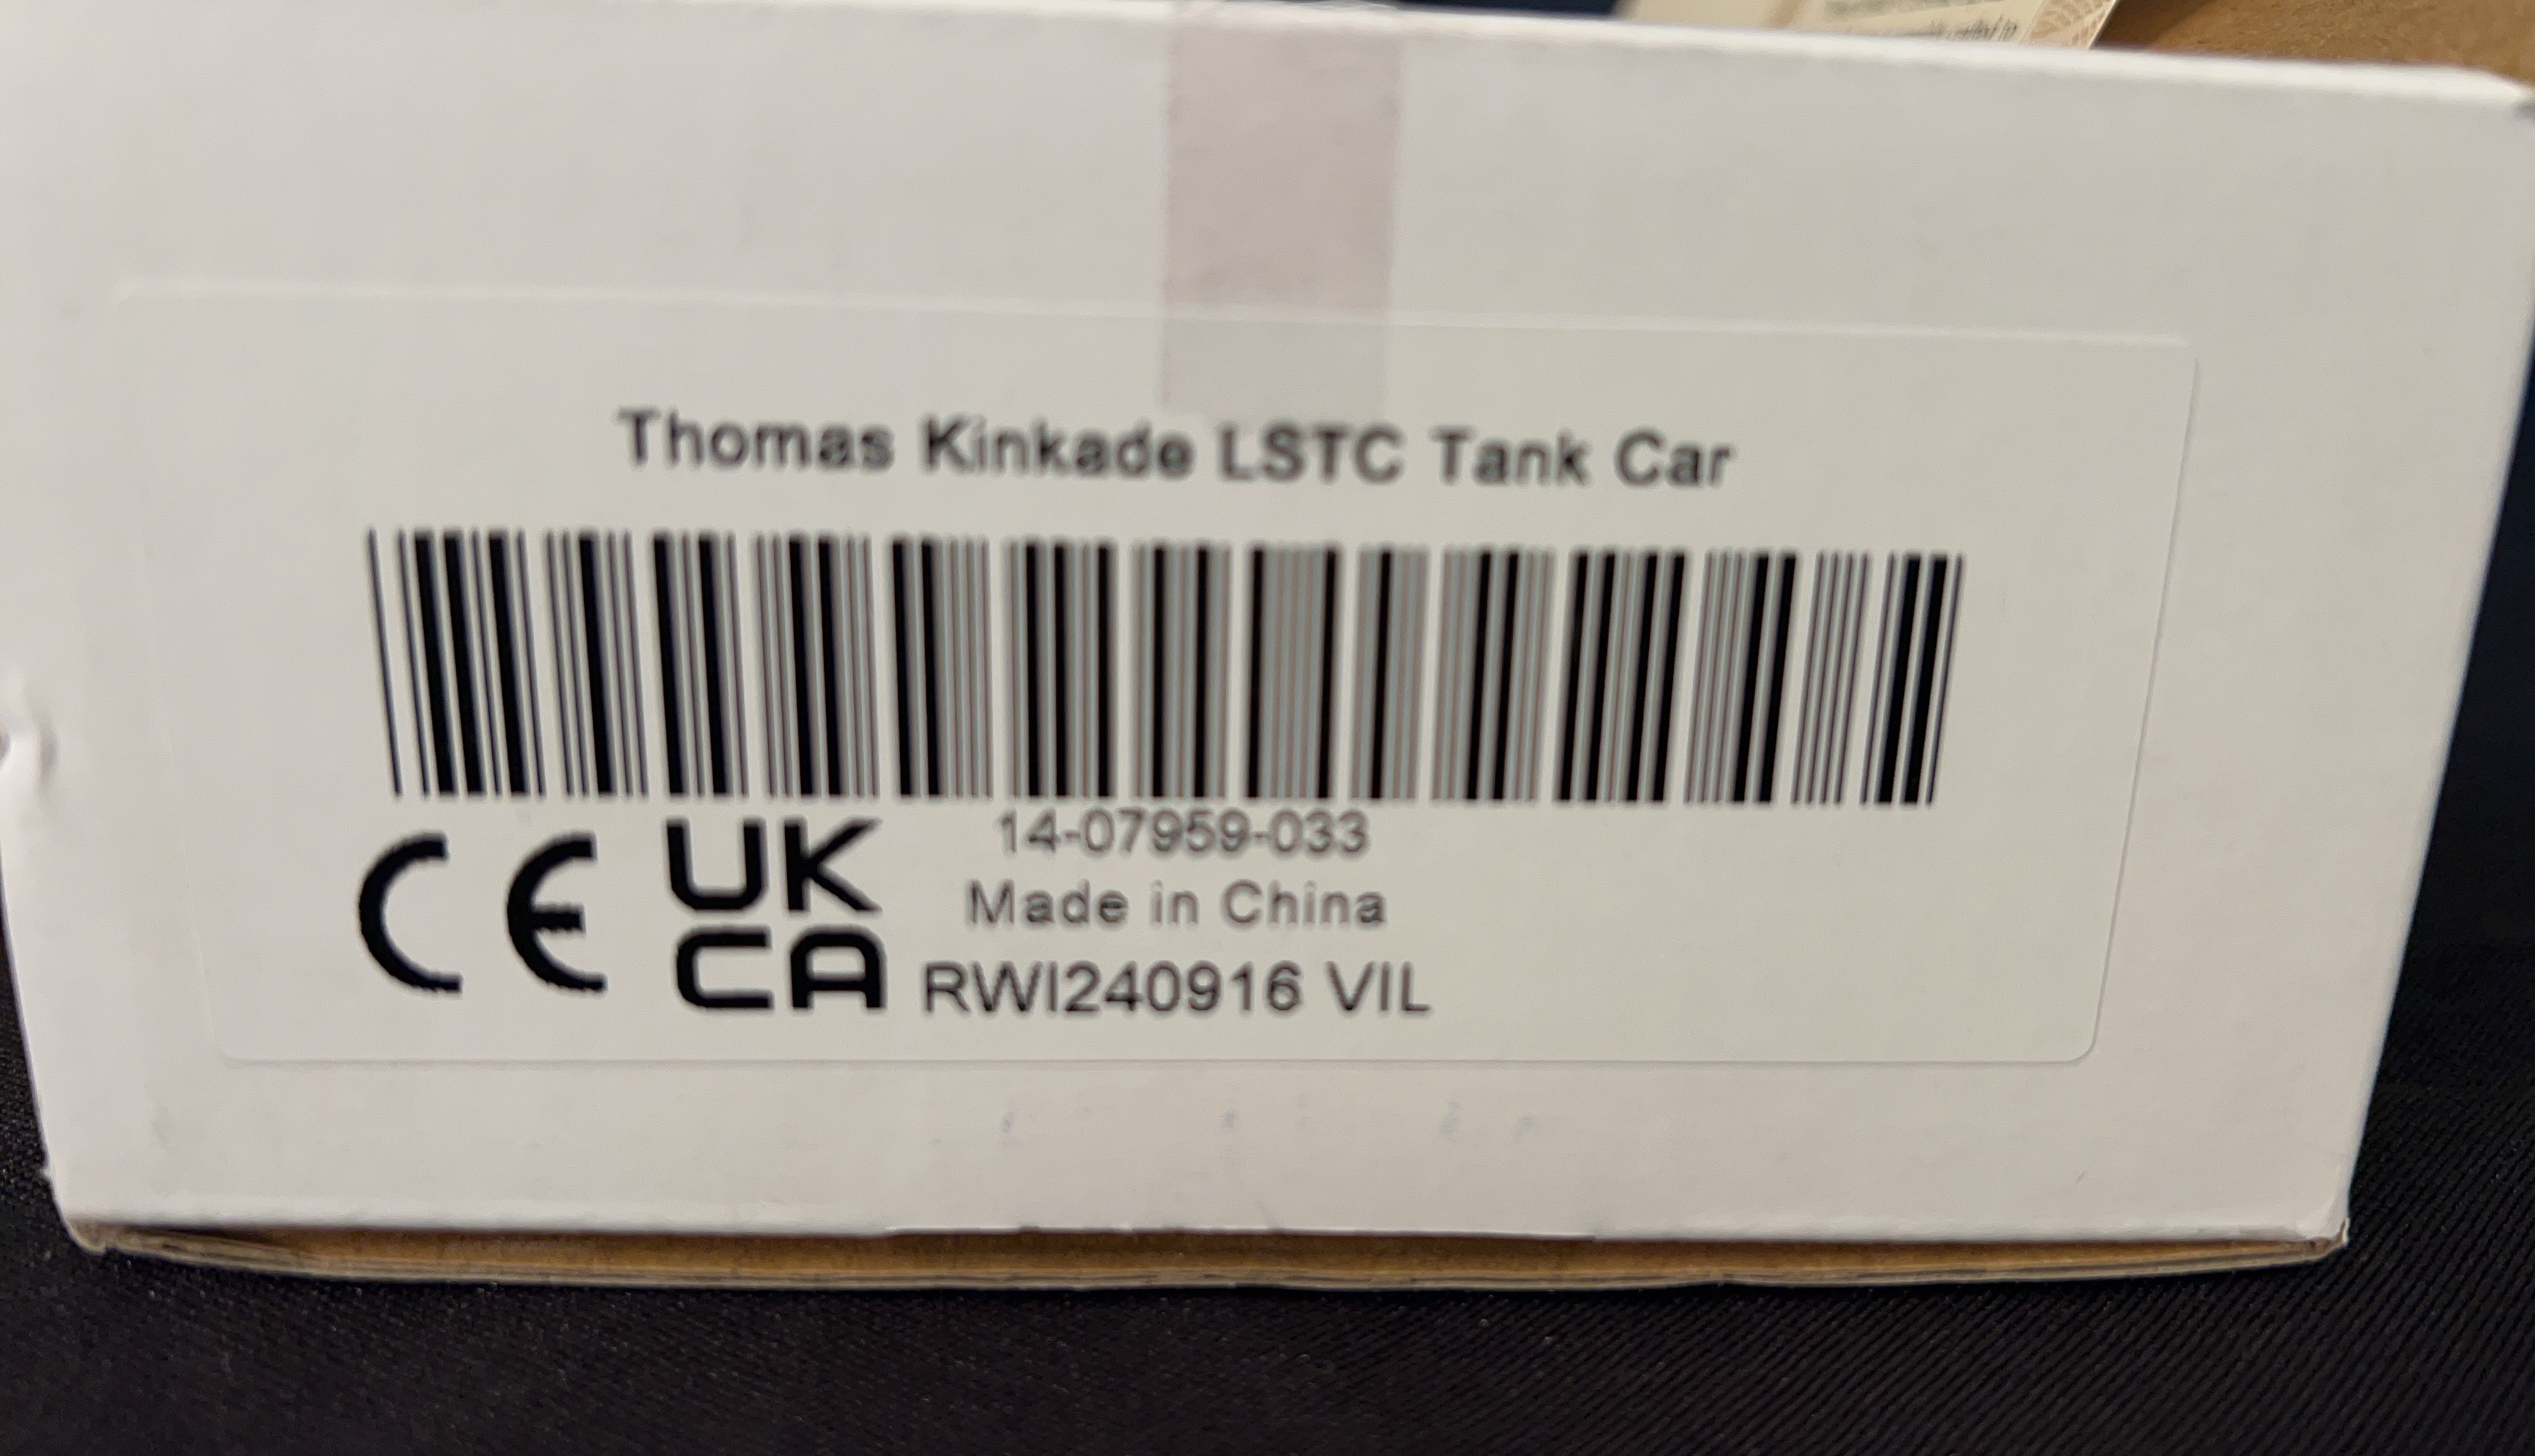 Thomas Kinkade LSTC Tank Car
14-07959-033
CE UK
CA
Made in China
RWI240916 VIL